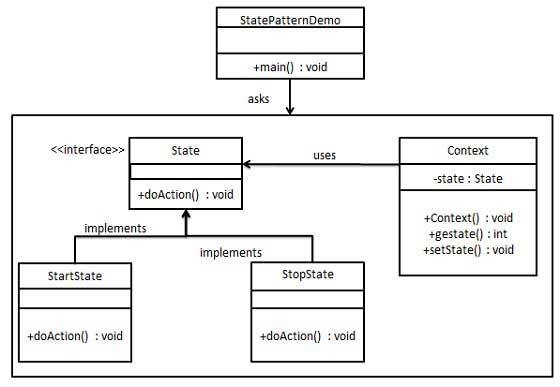 StatePatternDemo
+main() : void
asks
<<interface>>
State
+doAction() : void
uses
Context
-state : State
+Context() : void
+gestate() : int
+setState() : void
implements
implements
StartState
+doAction() : void
StopState
+doAction() : void